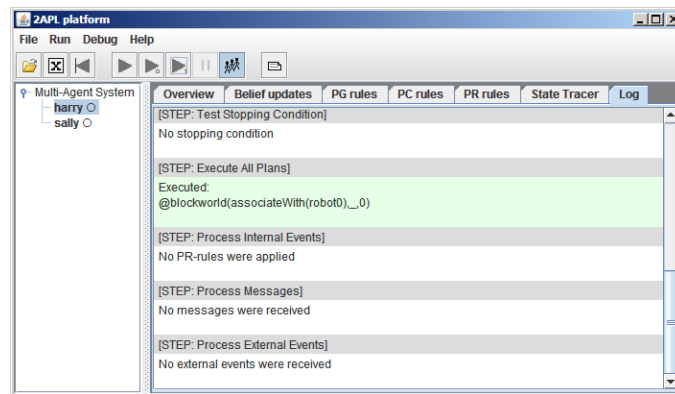 2APL platform
File Run Debug Help
Multi-Agent System
harry
sally
Overview Belief updates PG rules PC rules PR rules State Tracer Log
[STEP: Test Stopping Condition]
No stopping condition
[STEP: Execute All Plans]
Executed:
@blockworld(associateWith(robot0),_,0)
[STEP: Process Internal Events]
No PR-rules were applied
[STEP: Process Messages]
No messages were received
[STEP: Process External Events]
No external events were received